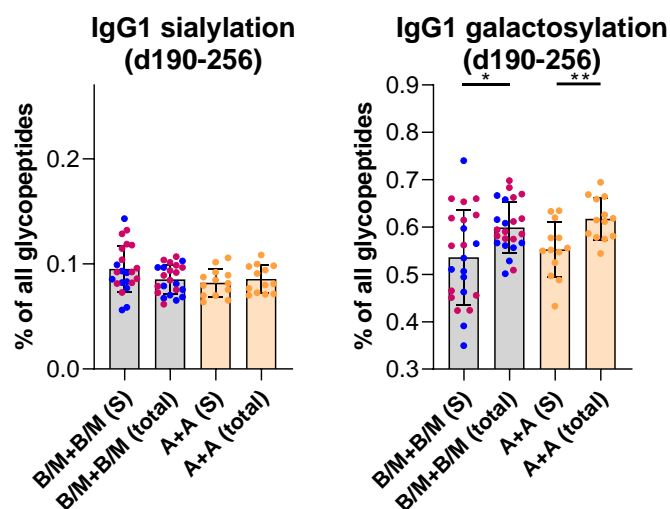 IgG1 sialylation
(d190-256)
% of all glycopeptides
0.2
0.1
0.0
B/M+B/M (S)
B/M+B/M (total)
A+A (S)
A+A (total)
IgG1 galactosylation
(d190-256)
% of all glycopeptides
0.9
0.8
0.7
0.6
0.5
0.4
0.3
*
**
B/M+B/M (S)
B/M+B/M (total)
A+A (S)
A+A (total)